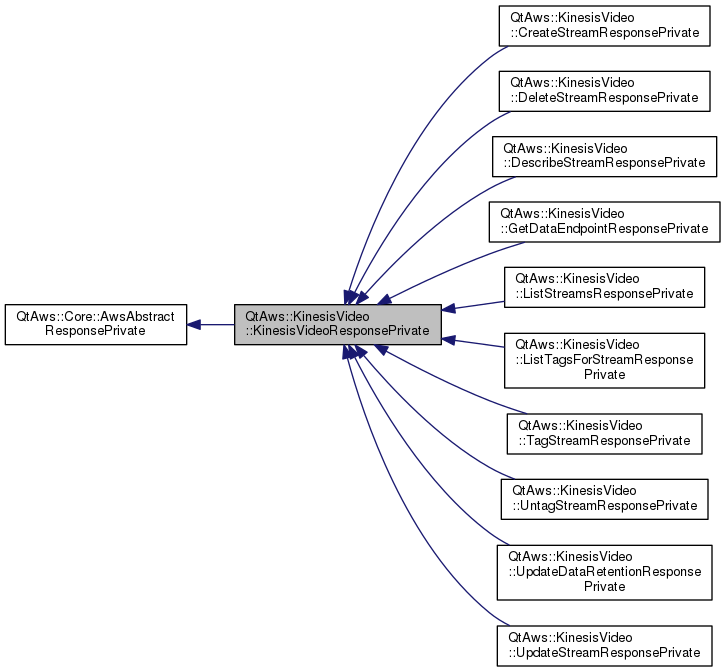 QtAws::Core::AwsAbstract
ResponsePrivate
QtAws::KinesisVideo
::KinesisVideoResponsePrivate
QtAws::KinesisVideo
::CreateStreamResponsePrivate
QtAws::KinesisVideo
::DeleteStreamResponsePrivate
QtAws::KinesisVideo
::DescribeStreamResponsePrivate
QtAws::KinesisVideo
::GetDataEndpointResponsePrivate
QtAws::KinesisVideo
::ListStreamsResponsePrivate
QtAws::KinesisVideo
::ListTagsForStreamResponse
Private
QtAws::KinesisVideo
::TagStreamResponsePrivate
QtAws::KinesisVideo
::UntagStreamResponsePrivate
QtAws::KinesisVideo
::UpdateDataRetentionResponse
Private
QtAws::KinesisVideo
::UpdateStreamResponsePrivate